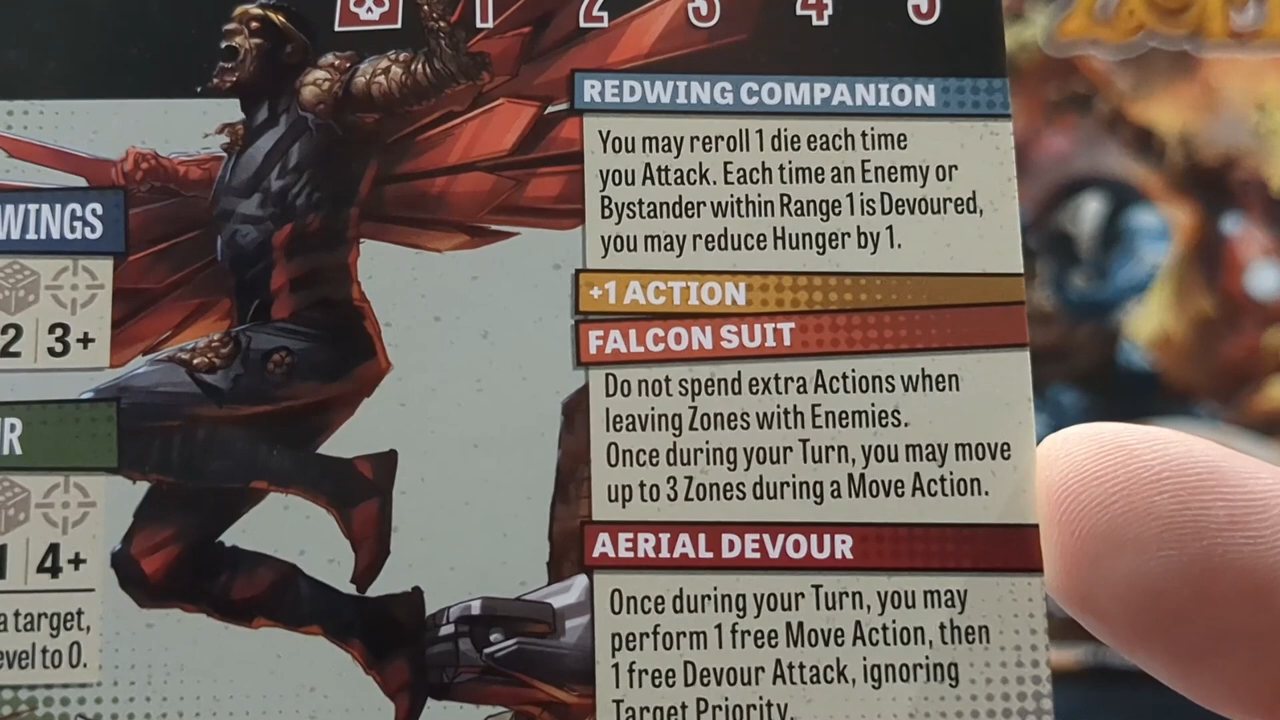 1 2 3 4 5
REDWING COMPANION
You may reroll 1 die each time
you Attack. Each time an Enemy or
Bystander within Range 1 is Devoured,
you may reduce Hunger by 1.
+1 ACTION
FALCON SUIT
Do not spend extra Actions when
leaving Zones with Enemies.
Once during your Turn, you may move
up to 3 Zones during a Move Action.
AERIAL DEVOUR
Once during your Turn, you may
perform 1 free Move Action, then
1 free Devour Attack, ignoring
Target Priority.
WINGS
2 3+
R
1 4+
a target,
evel to 0.